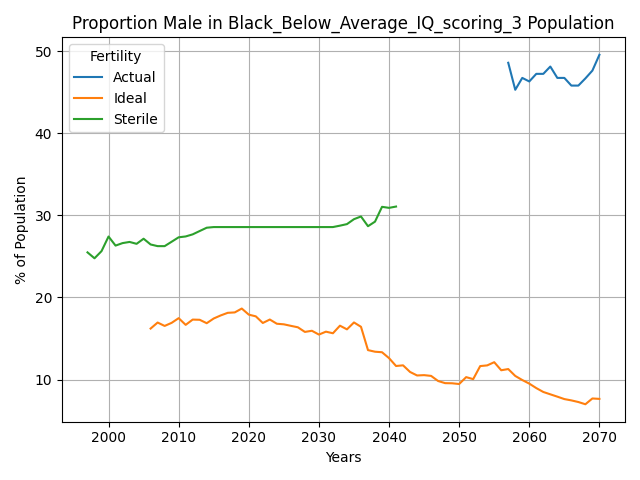 Proportion Male in Black_Below_Average_IQ_scoring_3 Population
Fertility
Actual
Ideal
Sterile
% of Population
50
40
30
20
10
2000 2010 2020 2030 2040 2050 2060 2070
Years